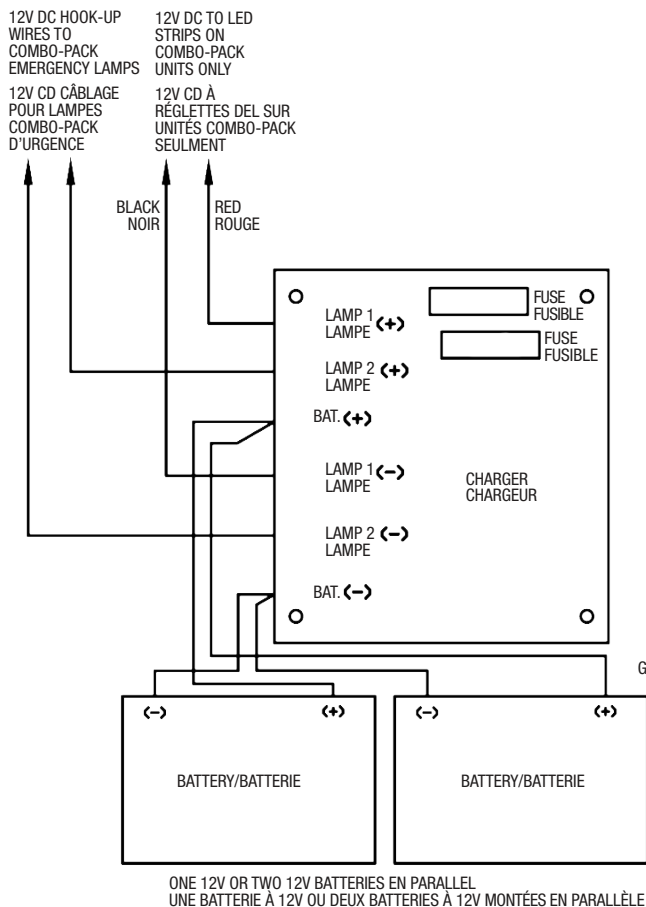 12V DC HOOK-UP
WIRES TO
COMBO-PACK
EMERGENCY LAMPS
12V CD CÂBLAGE
POUR LAMPES
COMBO-PACK
D'URGENCE
12V DC TO LED
STRIPS ON
COMBO-PACK
UNITS ONLY
12V CD À
RÉGLETTES DEL SUR
UNITÉS COMBO-PACK
SEULMENT
BLACK
NOIR
RED
ROUGE
FUSE
FUSIBLE
FUSE
FUSIBLE
LAMP 1 (+)
LAMPE
LAMP 2 (+)
LAMPE
BAT. (+)
LAMP 1 (-)
LAMPE
LAMP 2 (-)
LAMPE
BAT. (-)
CHARGER
CHARGEUR
G
(-) (+)
BATTERY/BATTERIE
(-) (+)
BATTERY/BATTERIE
ONE 12V OR TWO 12V BATTERIES EN PARALLEL
UNE BATTERIE À 12V OU DEUX BATTERIES À 12V MONTÉES EN PARALLÈLE